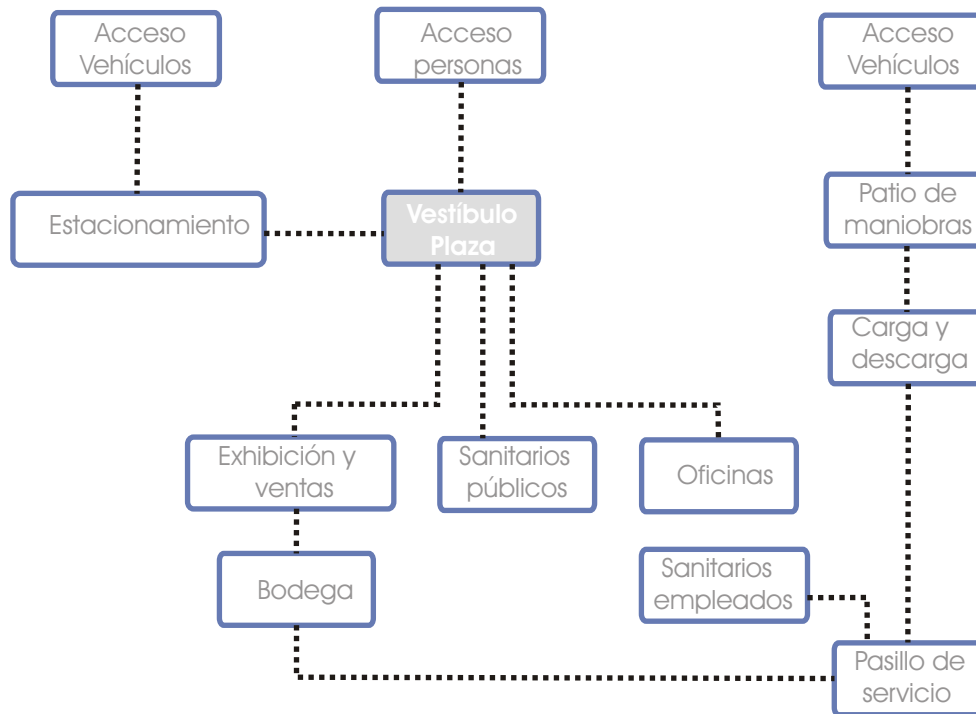 Acceso
Vehículos
Acceso
personas
Acceso
Vehículos
Estacionamiento
Vestíbulo
Plaza
Patio de
maniobras
Carga y
descarga
Exhibición y
ventas
Sanitarios
públicos
Oficinas
Bodega
Sanitarios
empleados
Pasillo de
servicio